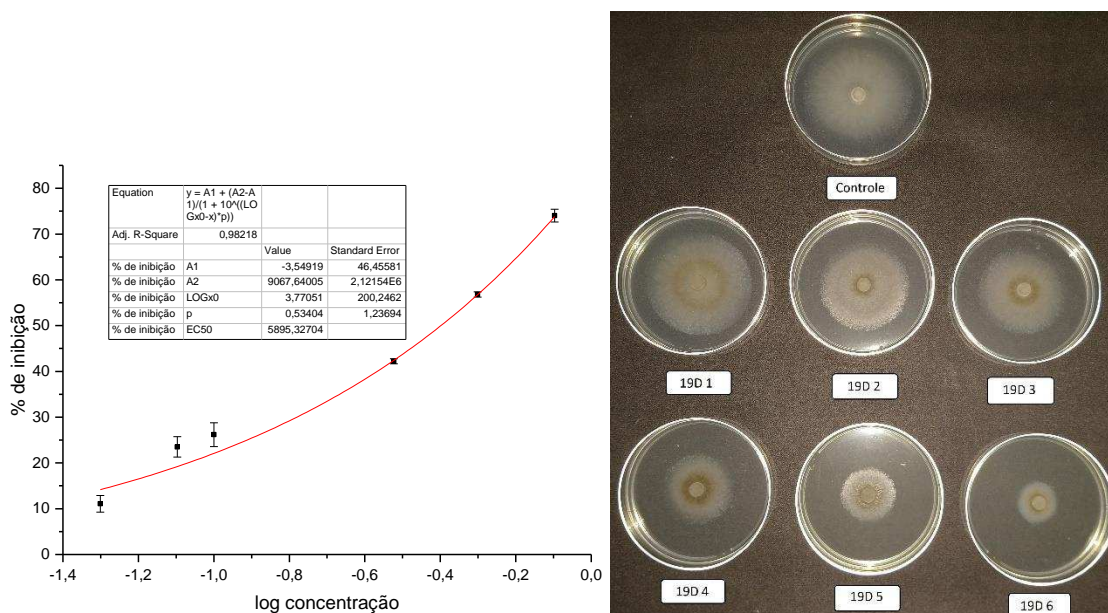 80
70
60
50
40
30
20
10
0
% de inibição
Equation y = A1 + (A2-A
1)/(1 + 10^((LO
Gx0-x)*p))
Adj. R-Square 0,98218
Value Standard Error
% de inibição A1 -3,54919 46,45581
% de inibição A2 9067,64005 2,12154E6
% de inibição LOGx0 3,77051 200,2462
% de inibição p 0,53404 1,23694
% de inibição EC50 5895,32704
-1,4 -1,2 -1,0 -0,8 -0,6 -0,4 -0,2 0,0
log concentração
Controle
19D 1 19D 2 19D 3
19D 4 19D 5 19D 6